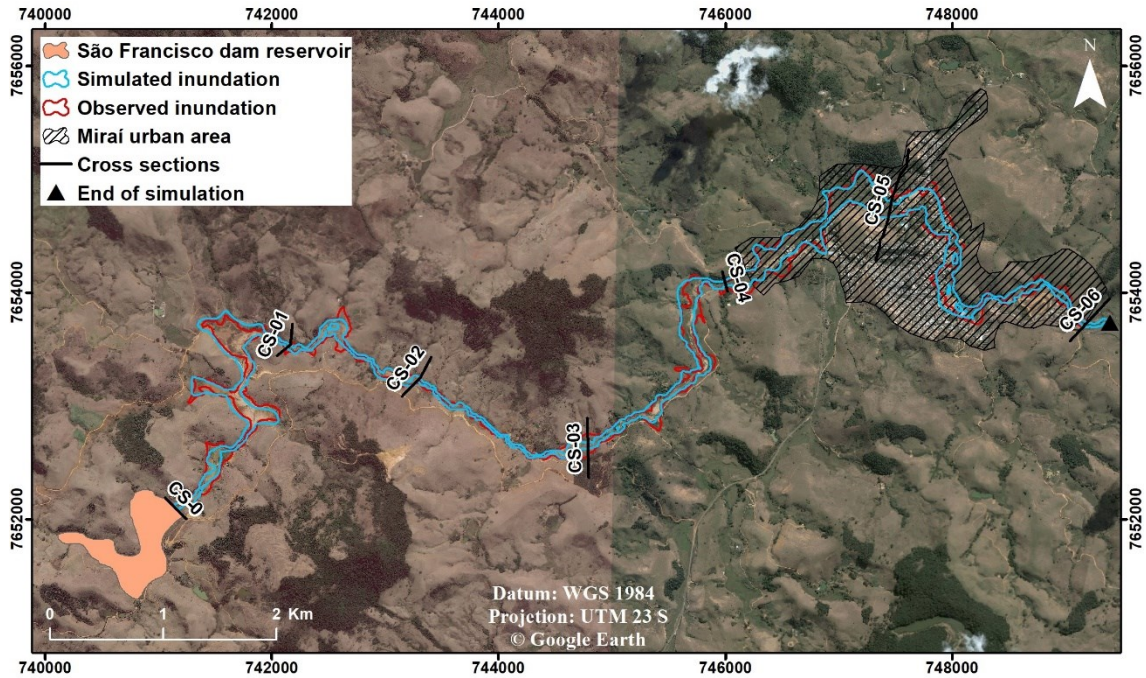 740000 742000 744000 746000 748000
7656000 7656000
7654000 7654000
7652000 7652000
São Francisco dam reservoir
Simulated inundation
Observed inundation
Miraí urban area
Cross sections
End of simulation
N
CS-05
CS-04
CS-06
CS-01
CS-02
CS-03
CS-0
0 1 2 Km
Datum: WGS 1984
Projction: UTM 23 S
© Google Earth
740000 742000 744000 746000 748000